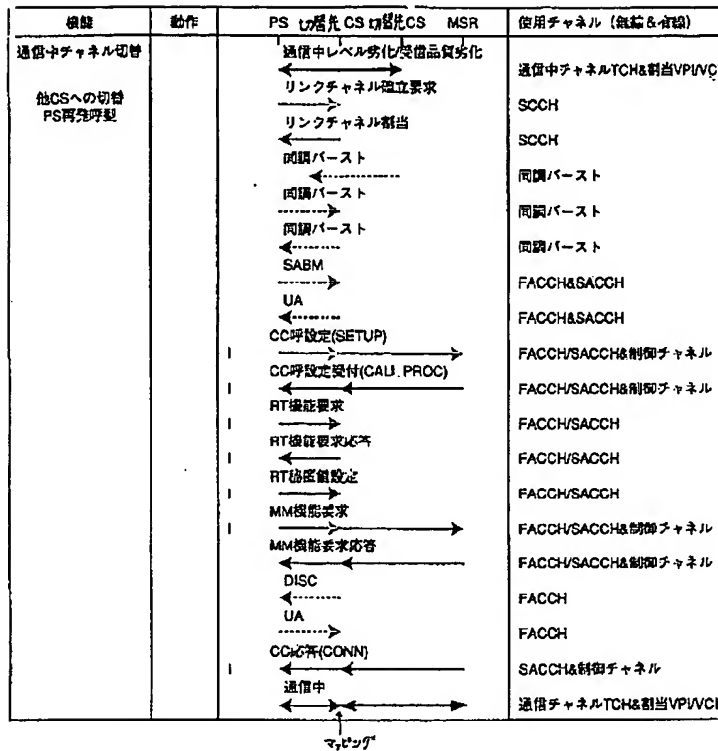 機能 動作 PS 切替先CS 切替先CS MSR 使用チャネル (無線&有線)
通信中チャネル切替 通信中レベル劣化/受信品質劣化
通信中チャネルTCH&割当VPI/VCI
他CSへの切替 リンクチャネル確立要求
PS再発呼型 SCCH
リンクチャネル割当
SCCH
同調バースト
同調バースト
同調バースト
同調バースト
同調バースト
同調バースト
SABM
FACCH&SACCH
UA
FACCH&SACCH
CC呼設定(SETUP)
FACCH/SACCH&制御チャネル
CC呼設定受付(CALL PROC)
FACCH/SACCH&制御チャネル
RT機能要求
FACCH/SACCH
RT機能要求応答
FACCH/SACCH
RT秘匿鍵設定
FACCH/SACCH
MM機能要求
FACCH/SACCH&制御チャネル
MM機能要求応答
FACCH/SACCH&制御チャネル
DISC
FACCH
UA
FACCH
CC応答(CONN)
SACCH&制御チャネル
通信中
通信チャネルTCH&割当VPI/VCI
マッピング